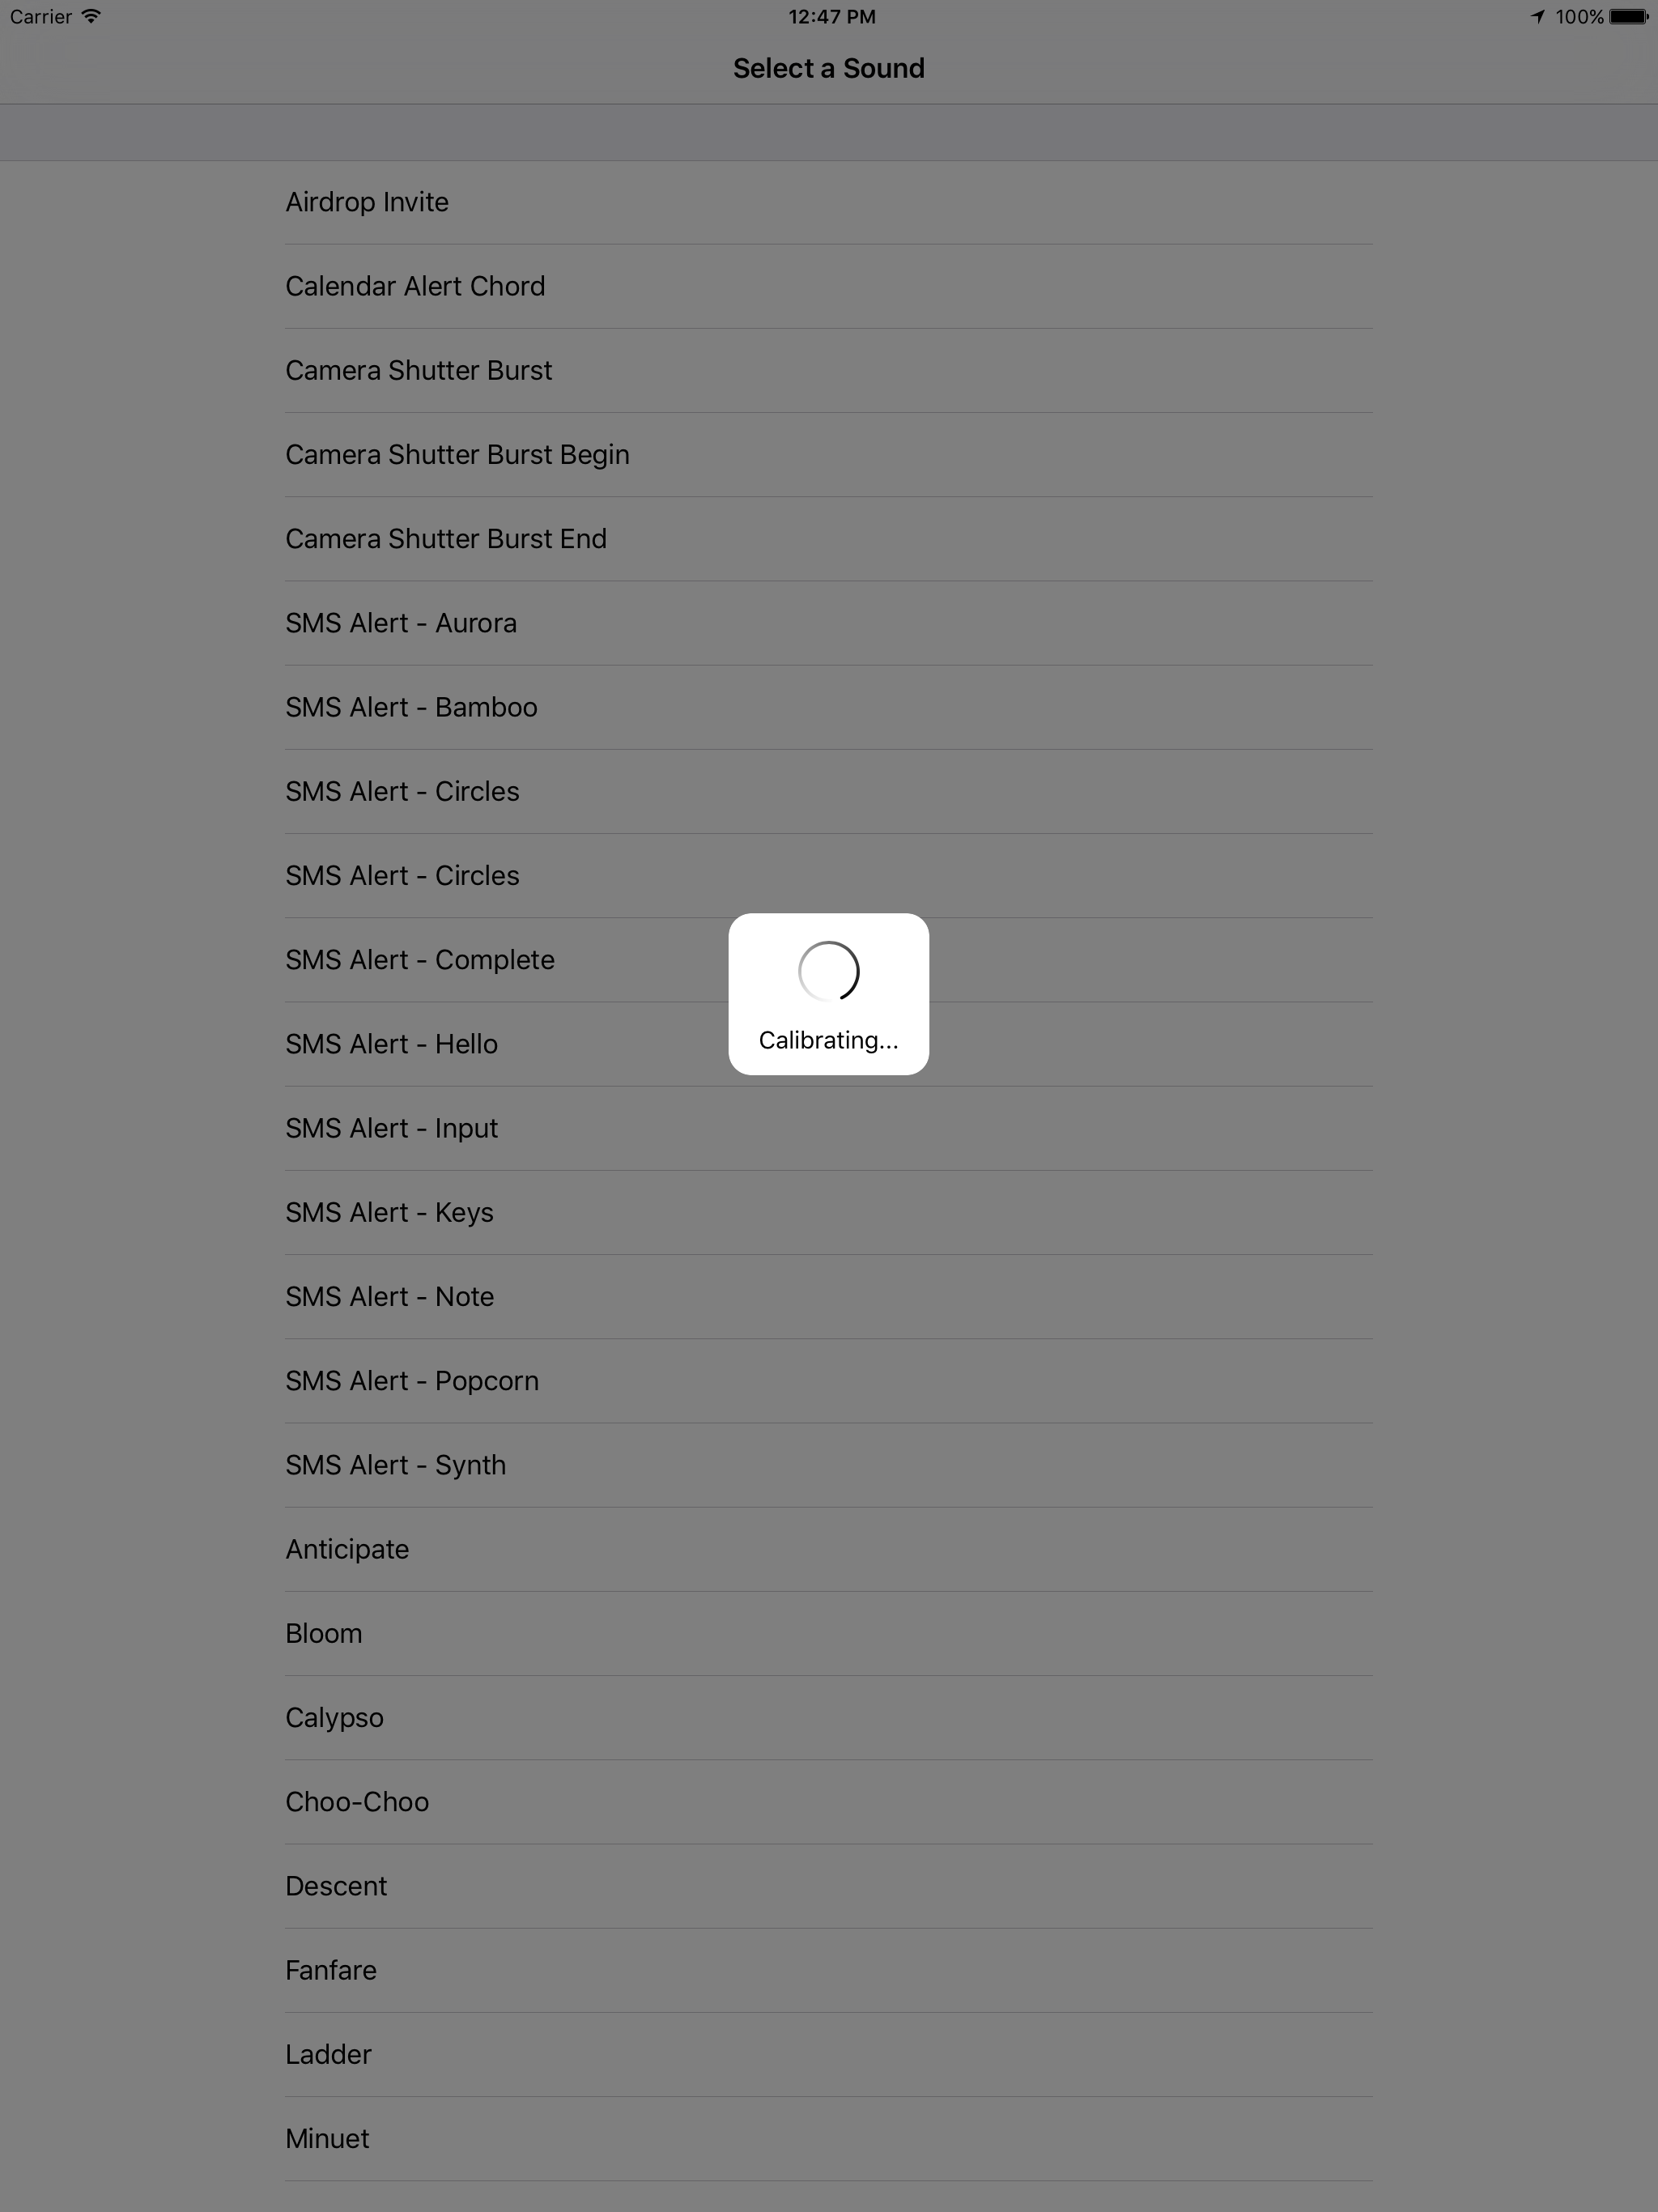 Carrier 12:47 PM 100%
Select a Sound
Airdrop Invite
Calendar Alert Chord
Camera Shutter Burst
Camera Shutter Burst Begin
Camera Shutter Burst End
SMS Alert - Aurora
SMS Alert - Bamboo
SMS Alert - Circles
SMS Alert - Circles
SMS Alert - Complete
SMS Alert - Hello
Calibrating...
SMS Alert - Input
SMS Alert - Keys
SMS Alert - Note
SMS Alert - Popcorn
SMS Alert - Synth
Anticipate
Bloom
Calypso
Choo-Choo
Descent
Fanfare
Ladder
Minuet